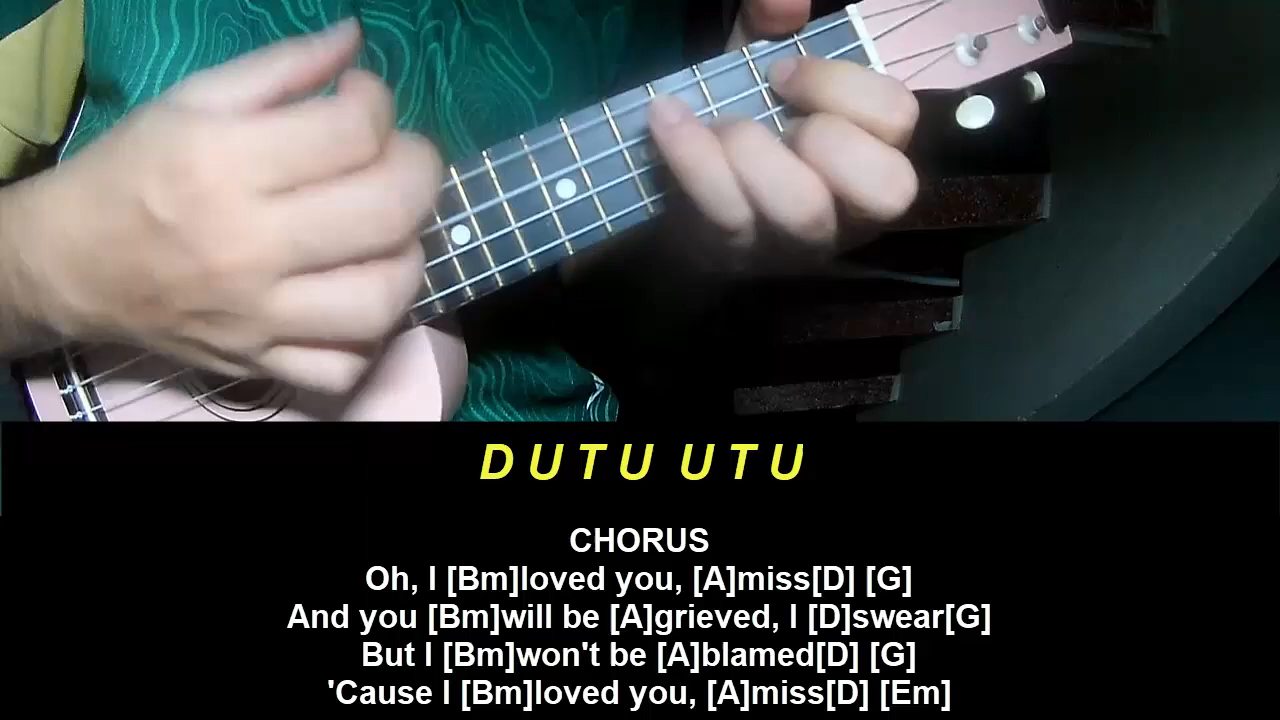 D U T U  U T U
CHORUS
Oh, I [Bm]loved you, [A]miss[D] [G]
And you [Bm]will be [A]grieved, I [D]swear[G]
But I [Bm]won't be [A]blamed[D] [G]
'Cause I [Bm]loved you, [A]miss[D] [Em]